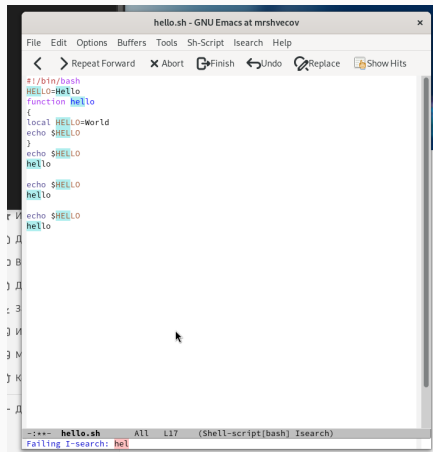 hello.sh - GNU Emacs at mrshvecov
File Edit Options Buffers Tools Sh-Script Isearch Help
Repeat Forward Abort Finish Undo Replace Show Hits
#!/bin/bash
HELLO=Hello
function hello
{
local HELLO=World
echo $HELLO
}
echo $HELLO
hello
echo $HELLO
hello
echo $HELLO
hello
И
Д
В
Д
З
И
М
К
Д
-:**- hello.sh All L17 (Shell-script[bash] Isearch)
Failing I-search: hel